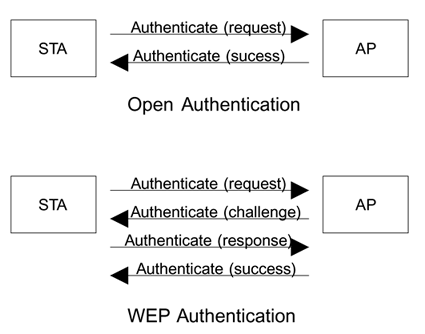 Authenticate (request)
STA
AP
Authenticate (sucess)
Open Authentication
Authenticate (request)
STA
AP
Authenticate (challenge)
Authenticate (response)
Authenticate (success)
WEP Authentication